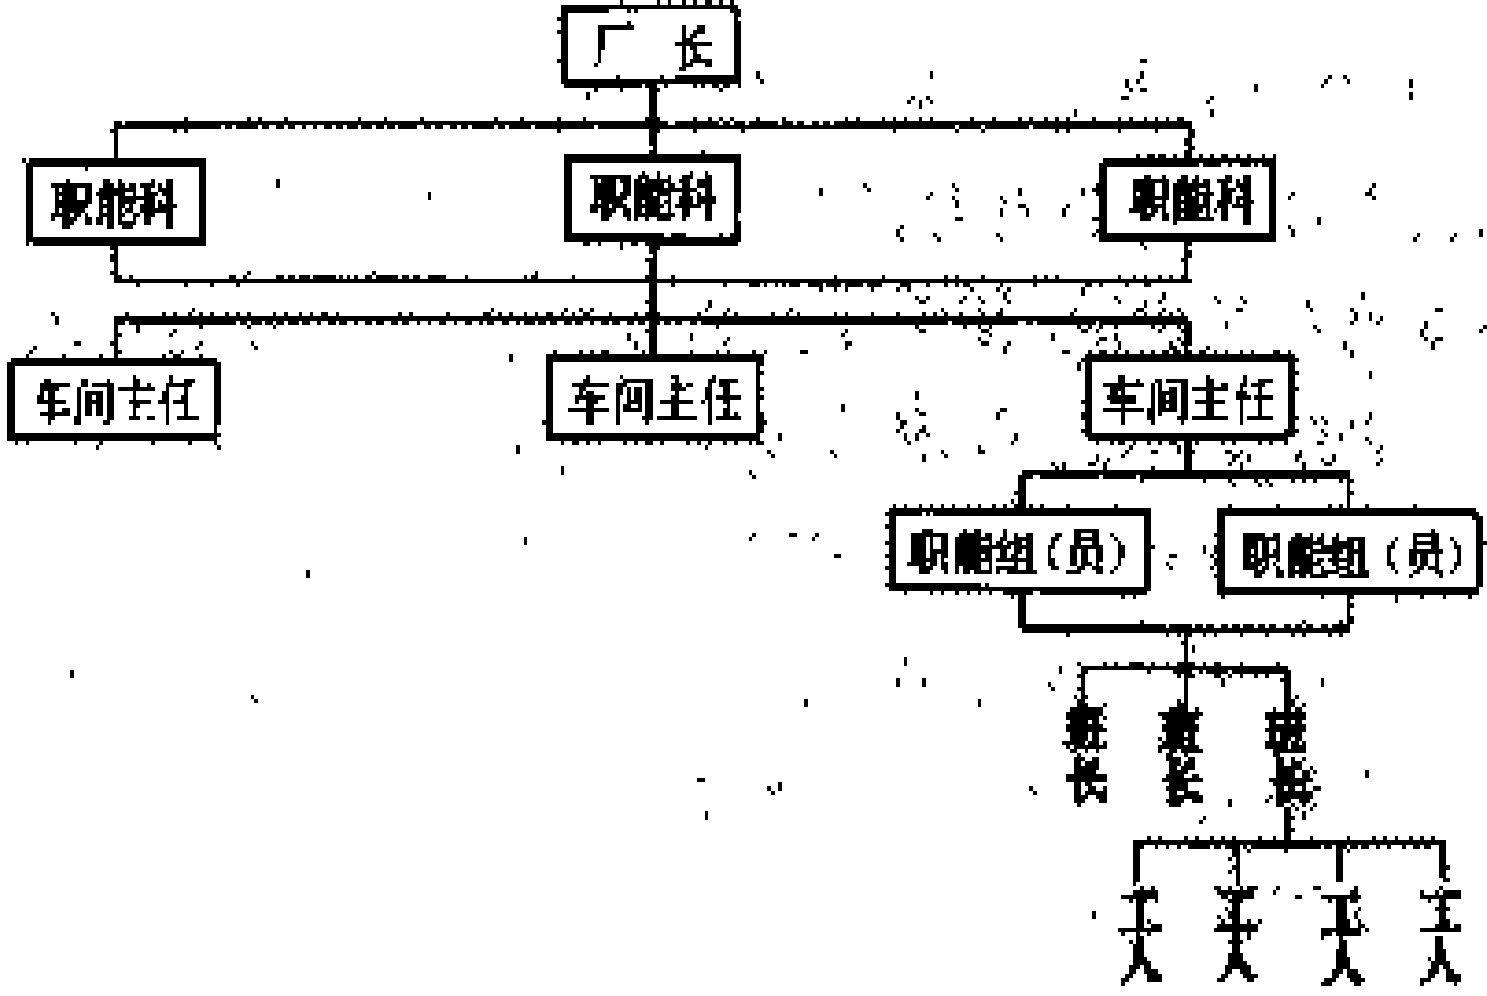 厂 长
职能科 职能科 职能科
车间主任 车间主任 车间主任
职能组(员) 职能组(员)
班长 班长 班长
工人 工人 工人 工人